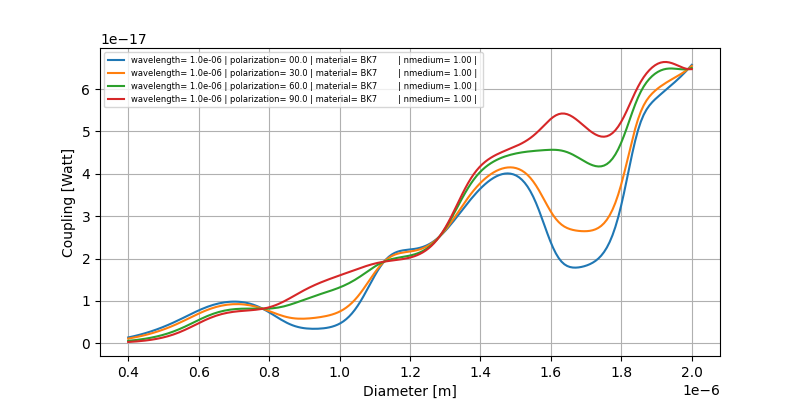 1e−17
wavelength= 1.0e-06 | polarization= 00.0 | material= BK7 | nmedium= 1.00 |
wavelength= 1.0e-06 | polarization= 30.0 | material= BK7 | nmedium= 1.00 |
wavelength= 1.0e-06 | polarization= 60.0 | material= BK7 | nmedium= 1.00 |
wavelength= 1.0e-06 | polarization= 90.0 | material= BK7 | nmedium= 1.00 |
6
5
4
3
2
1
0
Coupling [Watt]
0.4 0.6 0.8 1.0 1.2 1.4 1.6 1.8 2.0
Diameter [m]
1e−6